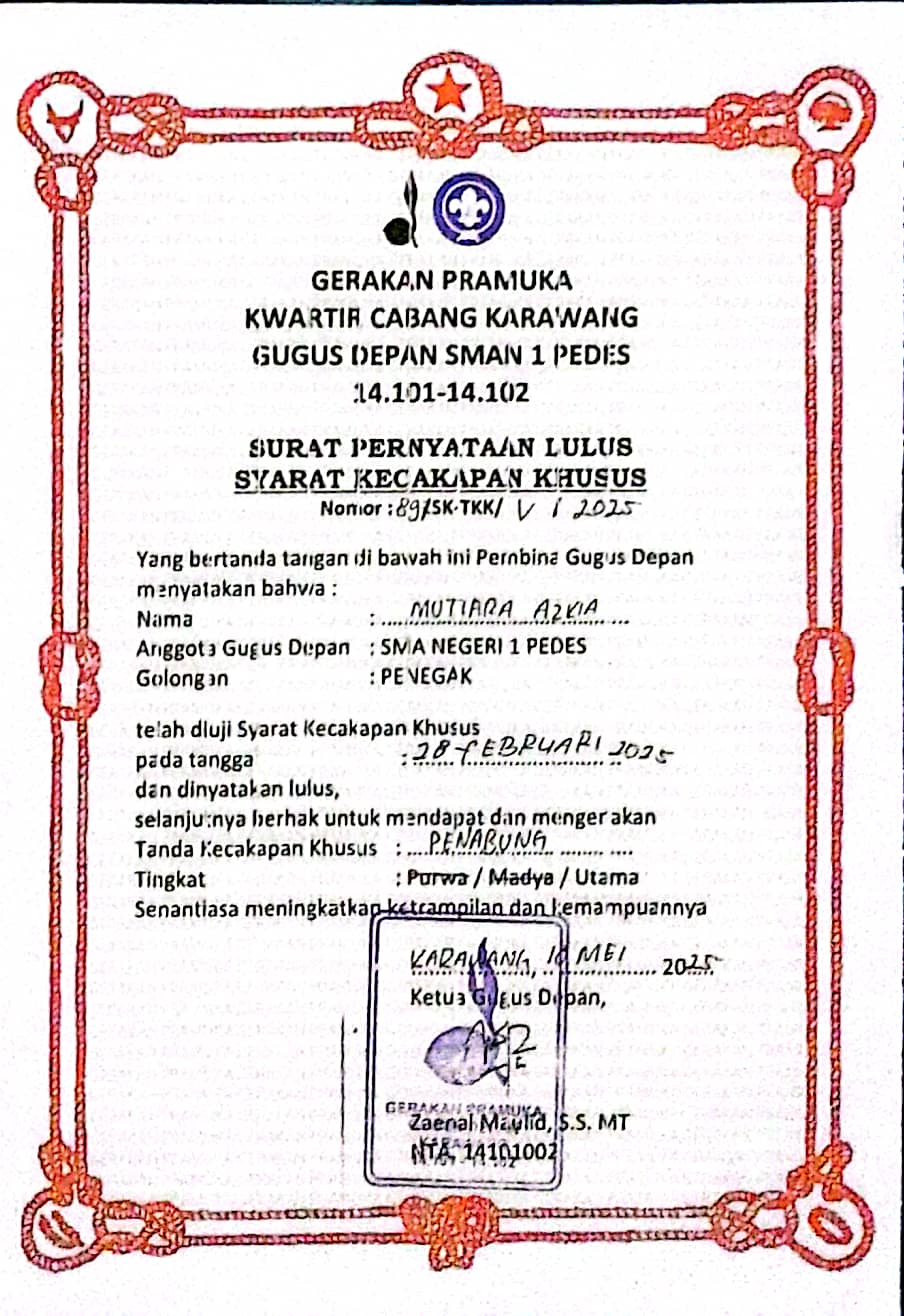 GERAKAN PRAMUKA
KWARTIR CABANG KARAWANG
GUGUS DEPAN SMAN 1 PEDES
14.101-14.102
SURAT PERNYATAAN LULUS
SYARAT KECAKAPAN KHUSUS
Nomor : 89/SK-TKK/ V / 2025
Yang bertanda tangan di bawah ini Pembina Gugus Depan
menyatakan bahwa :
Nama : MUTIARA AZKIA
Anggota Gugus Depan : SMA NEGERI 1 PEDES
Golongan : PENEGAK
telah diuji Syarat Kecakapan Khusus
pada tangga : 28 FEBRUARI 2025
dan dinyatakan lulus,
selanjutnya berhak untuk mendapat dan mengerakan
Tanda Kecakapan Khusus : PENABUNG
Tingkat : Purwa / Madya / Utama
Senantiasa meningkatkan ketrampilan dan kemampuannya
KARAWANG, 10 MEI 2025
Ketua Gugus Depan,
GERAKAN PRAMUKA
Zaenal Maulid, S.S. MT
NTA. 14101002